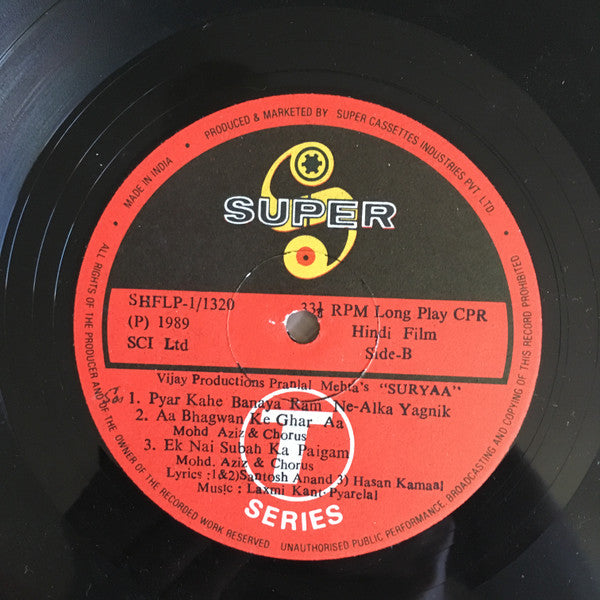 PRODUCED & MARKETED BY • SUPER CASSETTES INDUSTRIES PVT. LTD
• MADE IN INDIA •
SUPER
SHFLP-1/1320
(P) 1989
SCI Ltd
33⅓ RPM Long Play CPR
Hindi Film
Side-B
Vijay Productions Pranlal Mehta's "SURYAA"
1. Pyar Kahe Banaya Ram Ne-Alka Yagnik
2. Aa Bhagwan Ke Ghar Aa
Mohd Aziz & Chorus
3. Ek Nai Subah Ka Paigam
Mohd. Aziz & Chorus
Lyrics : 1&2) Santosh Anand 3) Hasan Kamaal
Music : Laxmi Kant-Pyarelal
T
SERIES
ALL RIGHTS OF THE PRODUCER AND OF THE OWNER OF THE RECORDED WORK RESERVED
UNAUTHORISED PUBLIC PERFORMANCE, BROADCASTING AND COPYING OF THIS RECORD PROHIBITED